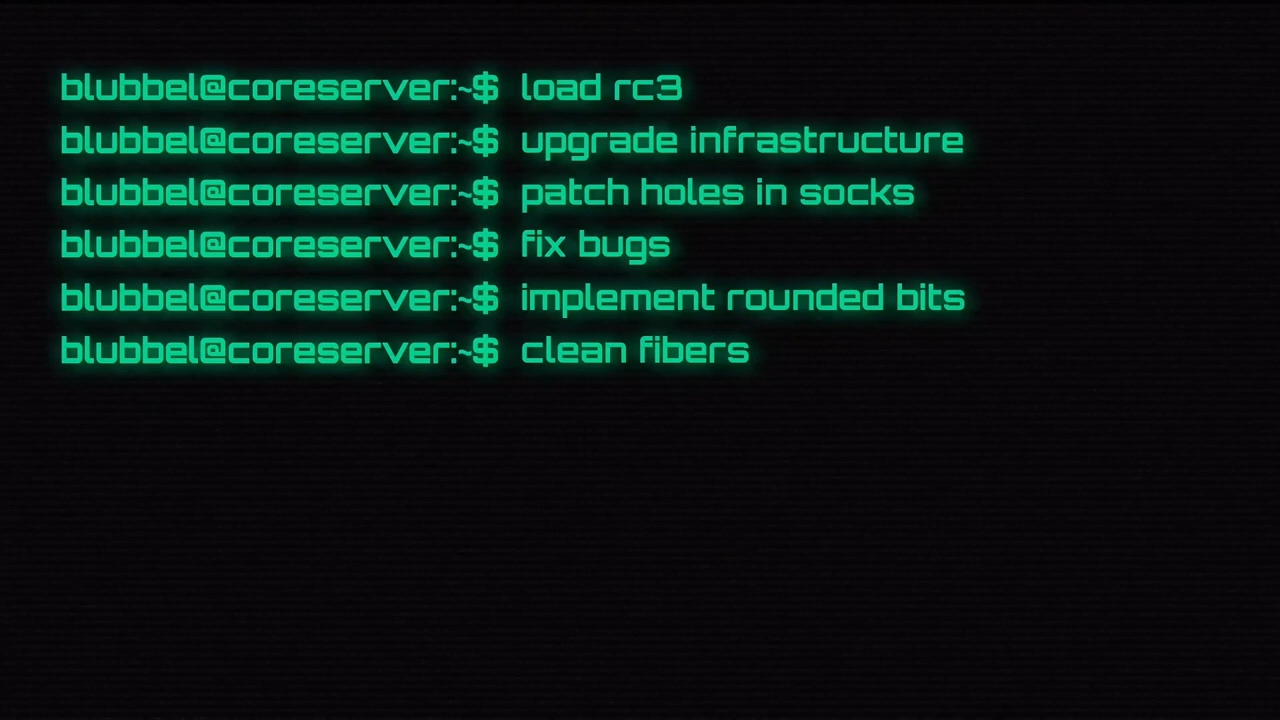 blubbel@coreserver:~$ load rc3
blubbel@coreserver:~$ upgrade infrastructure
blubbel@coreserver:~$ patch holes in socks
blubbel@coreserver:~$ fix bugs
blubbel@coreserver:~$ implement rounded bits
blubbel@coreserver:~$ clean fibers